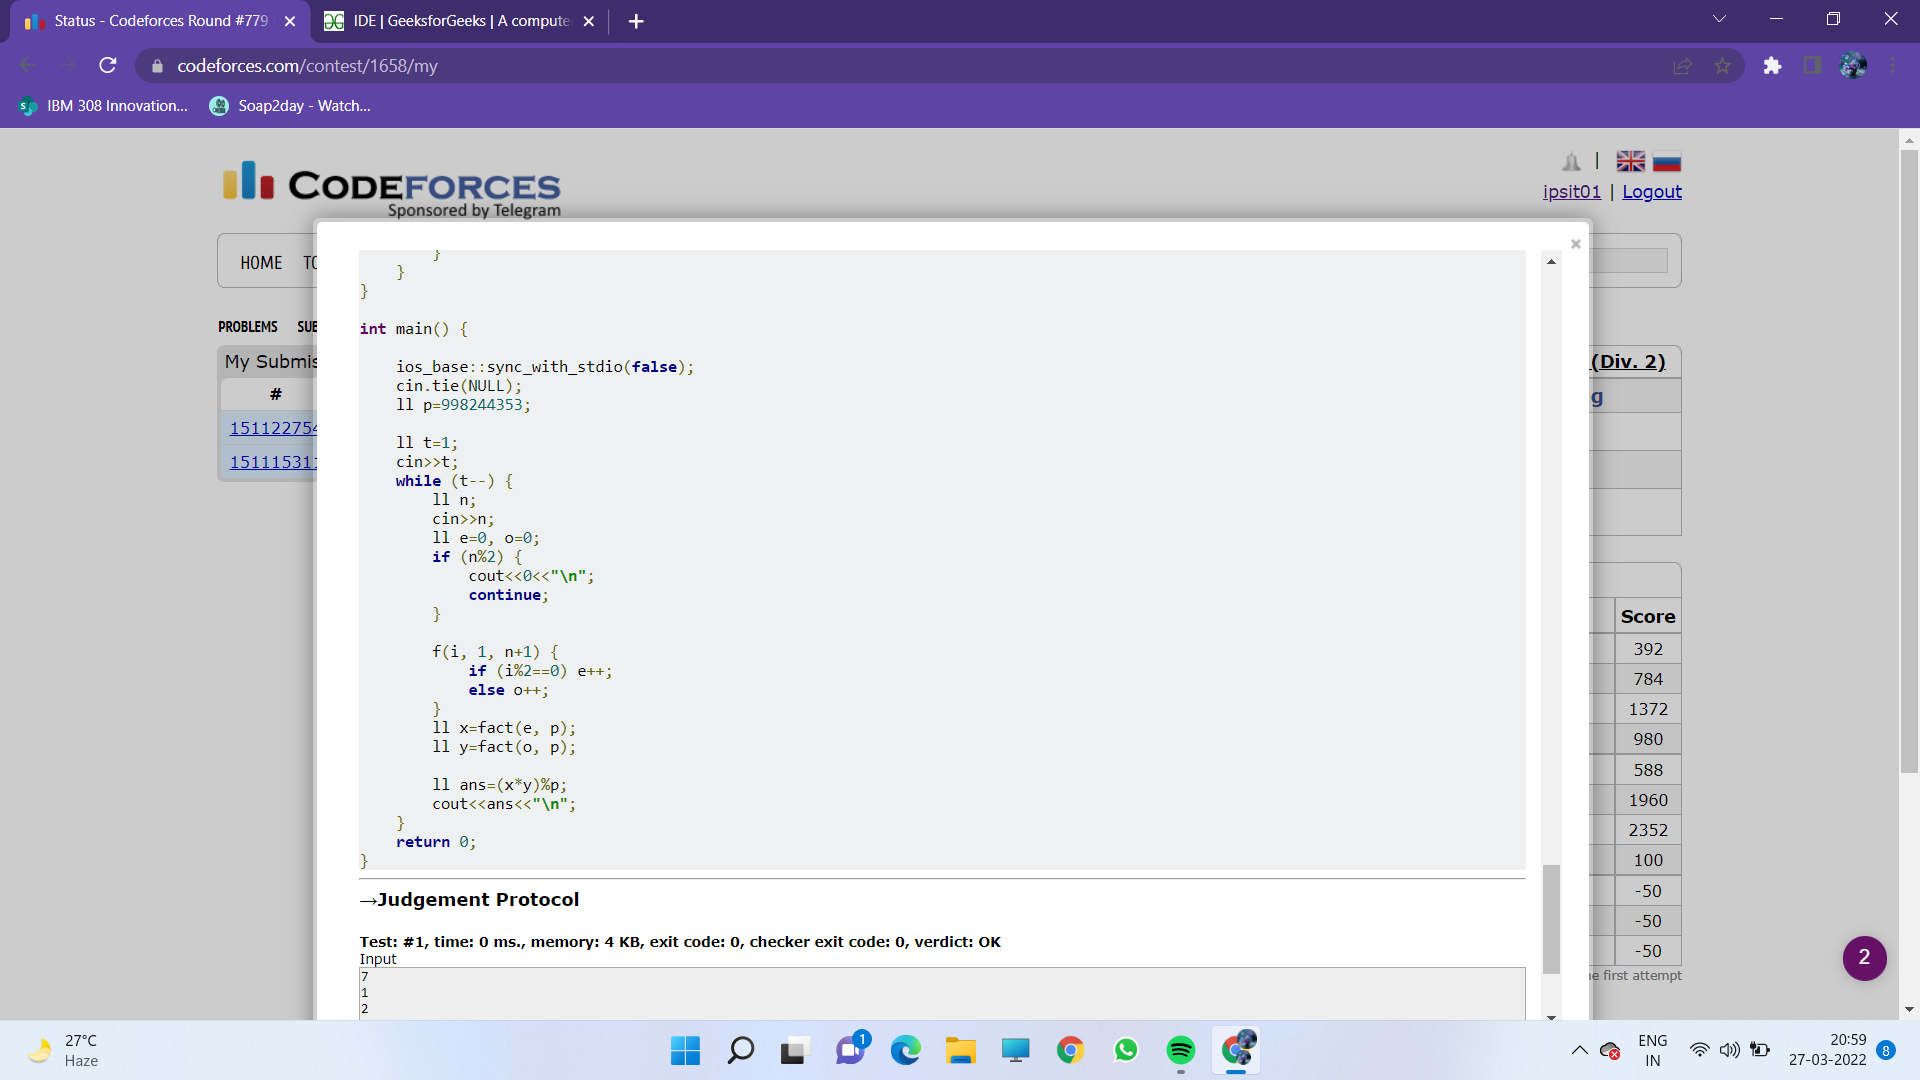 Status - Codeforces Round #779
IDE | GeeksforGeeks | A compute
codeforces.com/contest/1658/my
IBM 308 Innovation...
Soap2day - Watch...
CODEFORCES
Sponsored by Telegram
|
ipsit01 | Logout
HOME TO
PROBLEMS SUB
My Submis
#
151122754
15111531
(Div. 2)
g
×
}
}
}
int main() {
ios_base::sync_with_stdio(false);
cin.tie(NULL);
ll p=998244353;
ll t=1;
cin>>t;
while (t--) {
ll n;
cin>>n;
ll e=0, o=0;
if (n%2) {
cout<<0<<"\n";
continue;
}
f(i, 1, n+1) {
if (i%2==0) e++;
else o++;
}
ll x=fact(e, p);
ll y=fact(o, p);
ll ans=(x*y)%p;
cout<<ans<<"\n";
}
return 0;
}
→Judgement Protocol
Test: #1, time: 0 ms., memory: 4 KB, exit code: 0, checker exit code: 0, verdict: OK
Input
7
1
2
Score
392
784
1372
980
588
1960
2352
100
-50
-50
-50
e first attempt
2
27°C
Haze
1
ENG
IN
20:59
27-03-2022
8